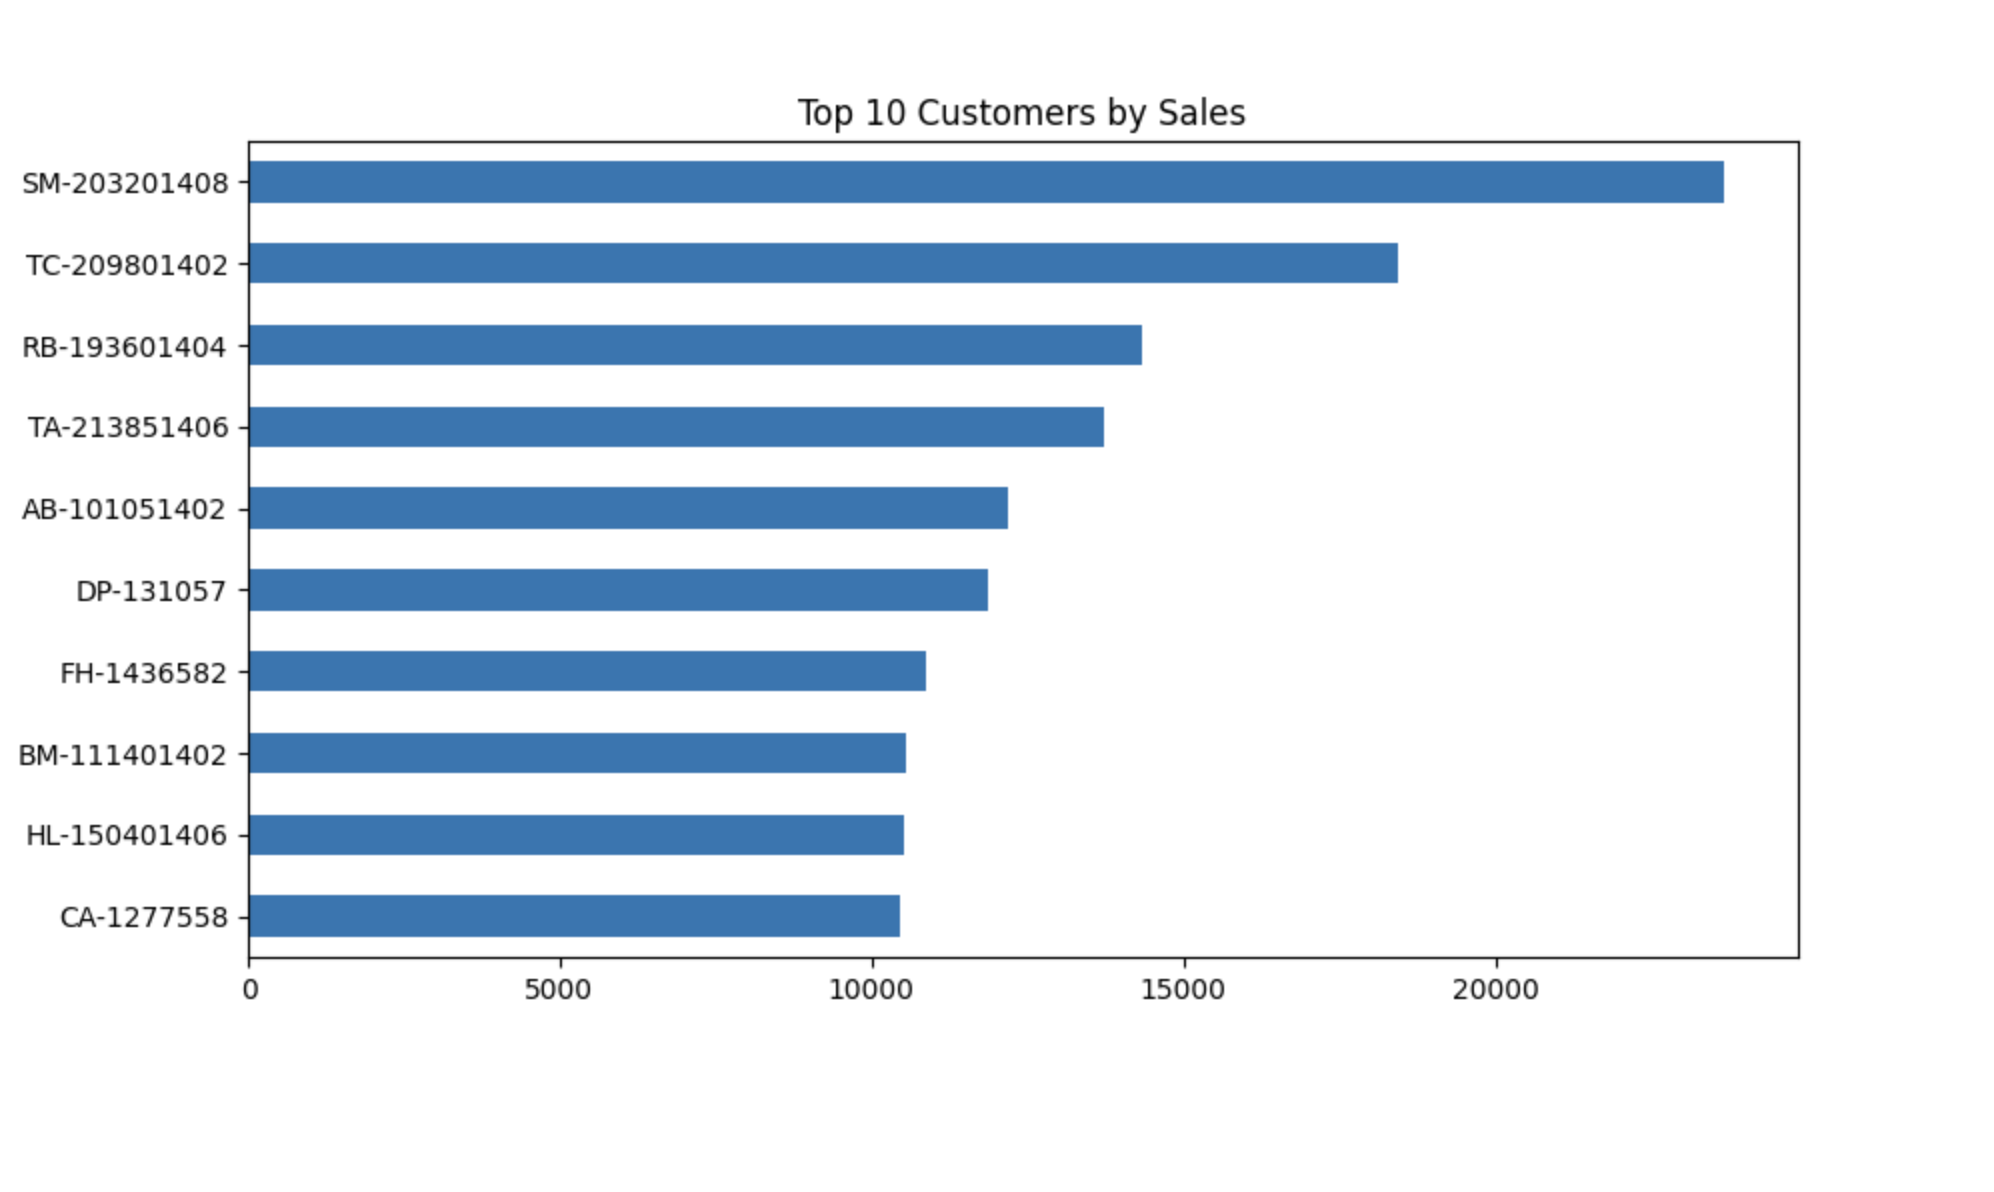 Top 10 Customers by Sales
SM-203201408
TC-209801402
RB-193601404
TA-213851406
AB-101051402
DP-131057
FH-1436582
BM-111401402
HL-150401406
CA-1277558
0 5000 10000 15000 20000